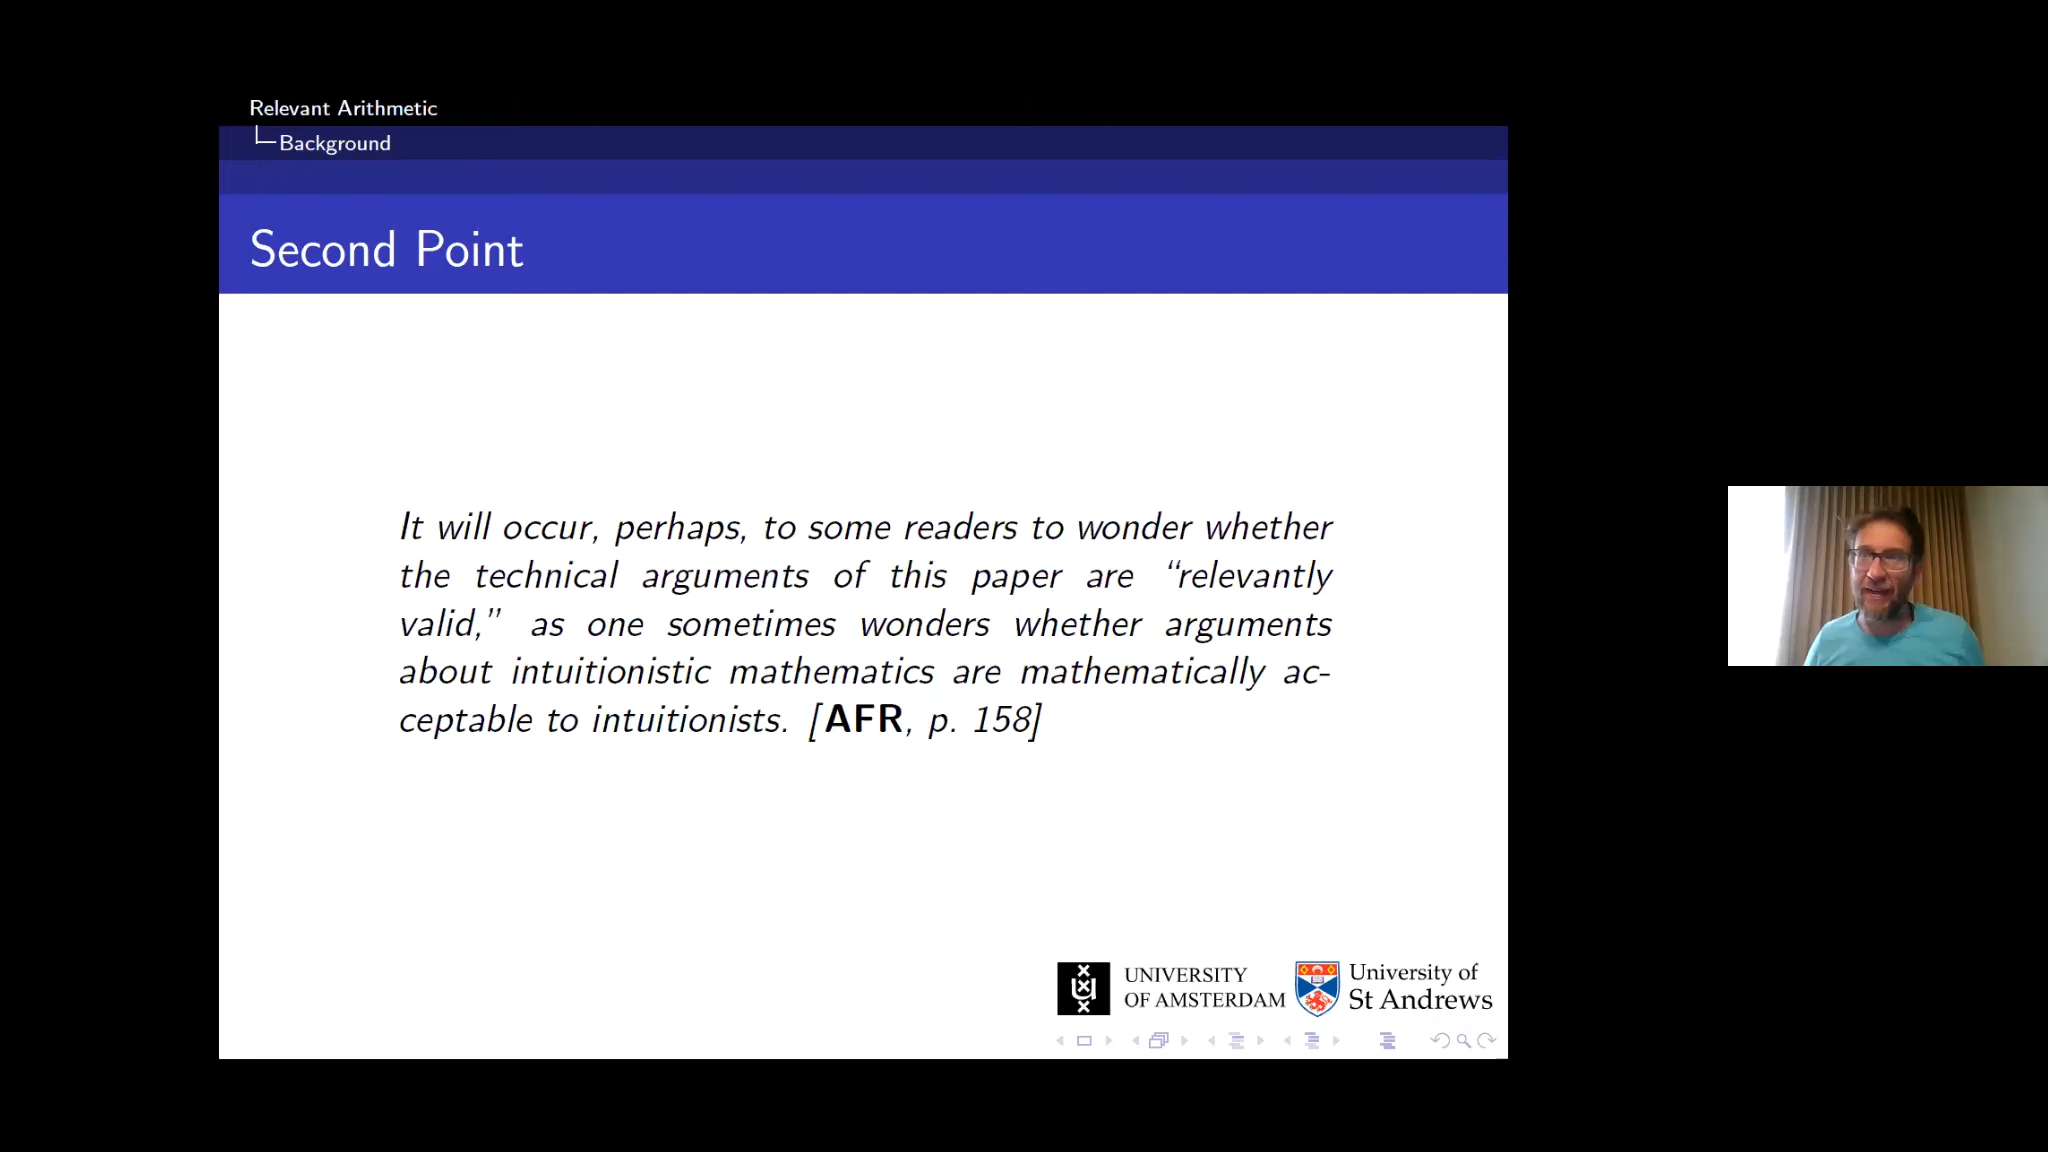 Relevant Arithmetic
Background
Second Point
It will occur, perhaps, to some readers to wonder whether
the technical arguments of this paper are “relevantly
valid,” as one sometimes wonders whether arguments
about intuitionistic mathematics are mathematically ac-
ceptable to intuitionists. [AFR, p. 158]
UNIVERSITY
OF AMSTERDAM
University of
St Andrews